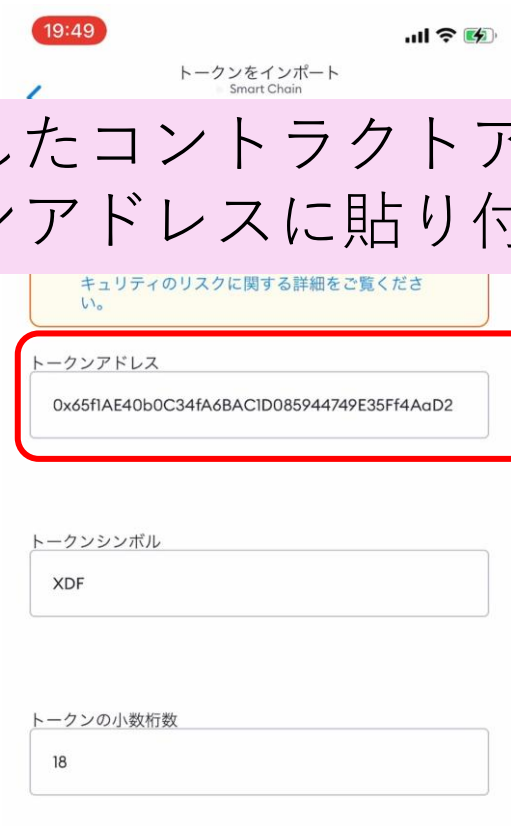 19:49
トークンをインポート
Smart Chain
したコントラクトア
ンアドレスに貼り付
キュリティのリスクに関する詳細をご覧くださ
い。
トークンアドレス
0x65f1AE40b0C34fA6BAC1D085944749E35Ff4AaD2
トークンシンボル
XDF
トークンの小数桁数
18